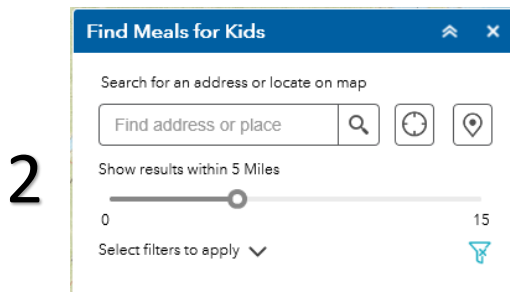 Find Meals for Kids
Search for an address or locate on map
Find address or place
2
Show results within 5 Miles
0 15
Select filters to apply